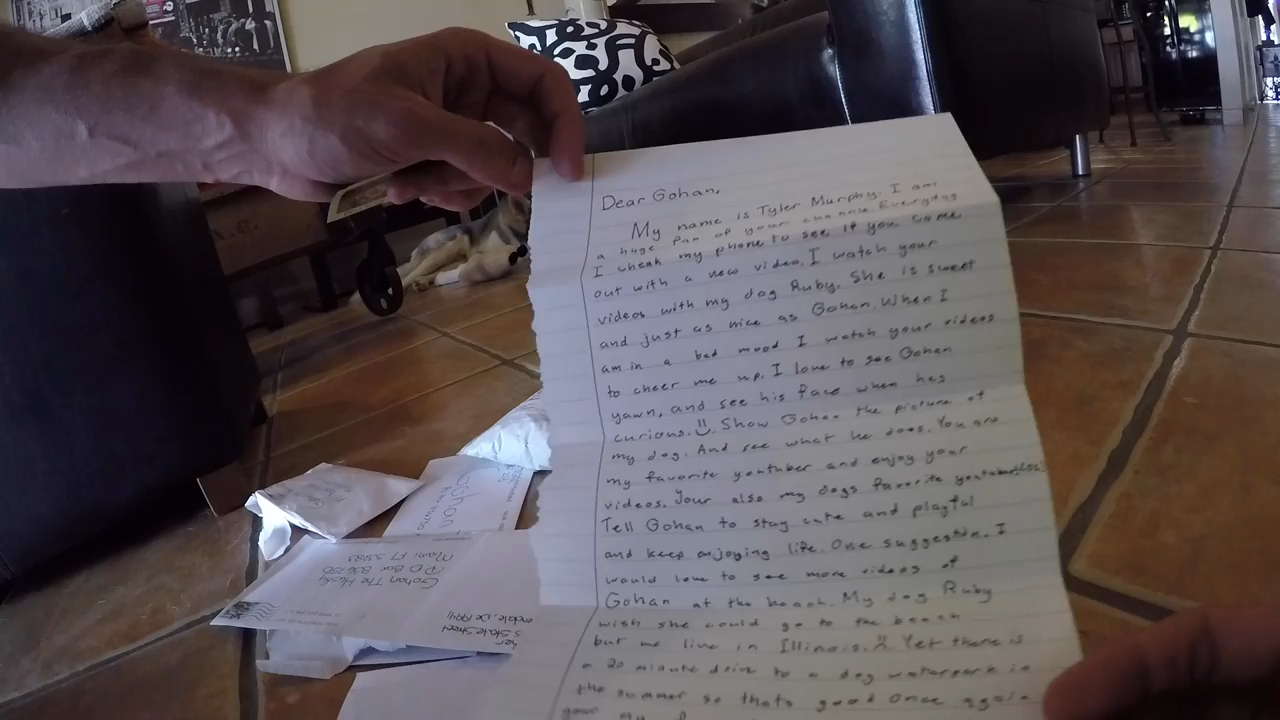 Dear Gohan,
My name is Tyler Murphy. I am
a huge fan of your channle. Everyday
I cheak my phone to see if you came
out with a new video. I watch your
videos with my dog Ruby. She is sweet
and just as nice as Gohan. When I
am in a bad mood I watch your videos
to cheer me up. I love to see Gohan
yawn, and see his face when hes
curious. Show Gohan the picture of
my dog. And see what he does. You are
my favorite youtuber and enjoy your
videos. Your also my dogs favorite youtuber
Tell Gohan to stay cute and playful
and keep enjoying life. One suggestion. I
would love to see more videos of
Gohan at the beach. My dog Ruby
wish she could go to the beach
but we live in Illinois. Yet there is
a 20 minute drive to a dog waterpark in
the summer so thats good. Once again
your my
Gohan
Gohan The Husky
PO Box
Miami Fl
State Street